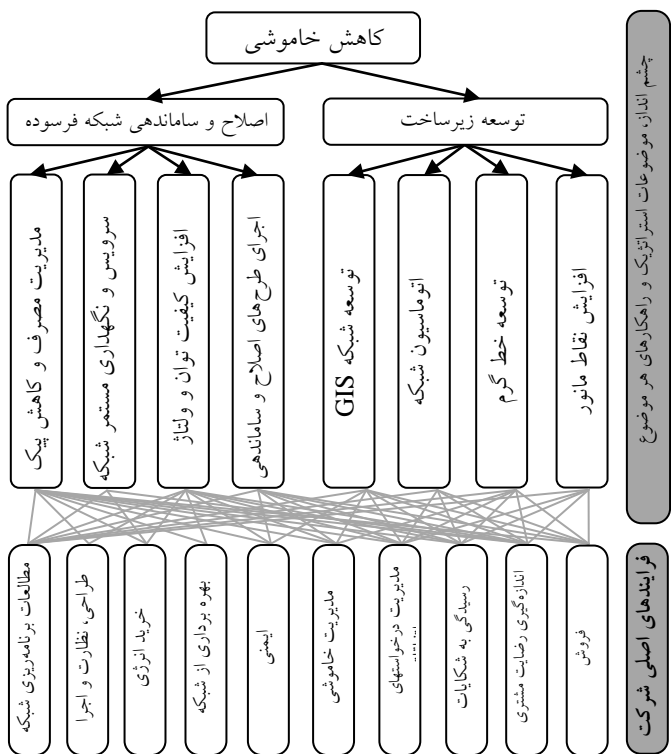 کاهش خاموشی
چشم انداز، موضوعات استراتژیک و راهکارهای هر موضوع
توسعه زیرساخت
اصلاح و ساماندهی شبکه فرسوده
افزایش نقاط مانور
توسعه خط گرم
اتوماسیون شبکه
توسعه شبکه GIS
اجرای طرح‌های اصلاح و ساماندهی
افزایش کیفیت توان و ولتاژ
سرویس و نگهداری مستمر شبکه
مدیریت مصرف و کاهش پیک
فرایندهای اصلی شرکت
فروش
اندازه‌گیری رضایت مشتری
رسیدگی به شکایات
مدیریت درخواستهای
مدیریت خاموشی
ایمنی
بهره برداری از شبکه
خرید انرژی
طراحی، نظارت و اجرا
مطالعات برنامه‌ریزی شبکه